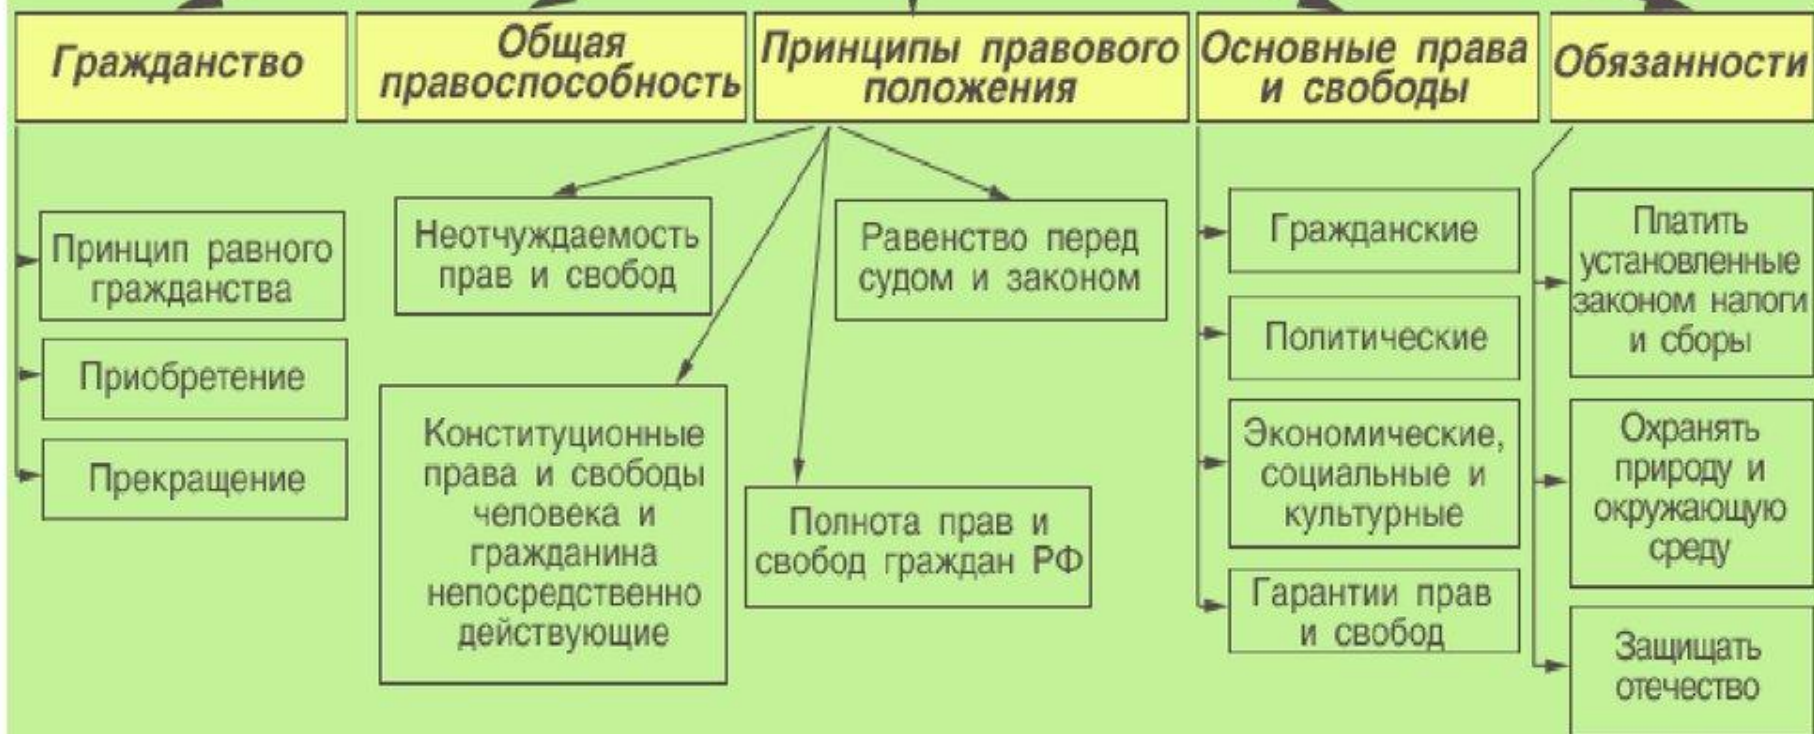 Гражданство
Общая
правоспособность
Принципы правового
положения
Основные права
и свободы
Обязанности
Принцип равного
гражданства
Приобретение
Прекращение
Неотчуждаемость
прав и свобод
Равенство перед
судом и законом
Конституционные
права и свободы
человека и
гражданина
непосредственно
действующие
Полнота прав и
свобод граждан РФ
Гражданские
Политические
Экономические,
социальные и
культурные
Гарантии прав
и свобод
Платить
установленные
законом налоги
и сборы
Охранять
природу и
окружающую
среду
Защищать
отечество